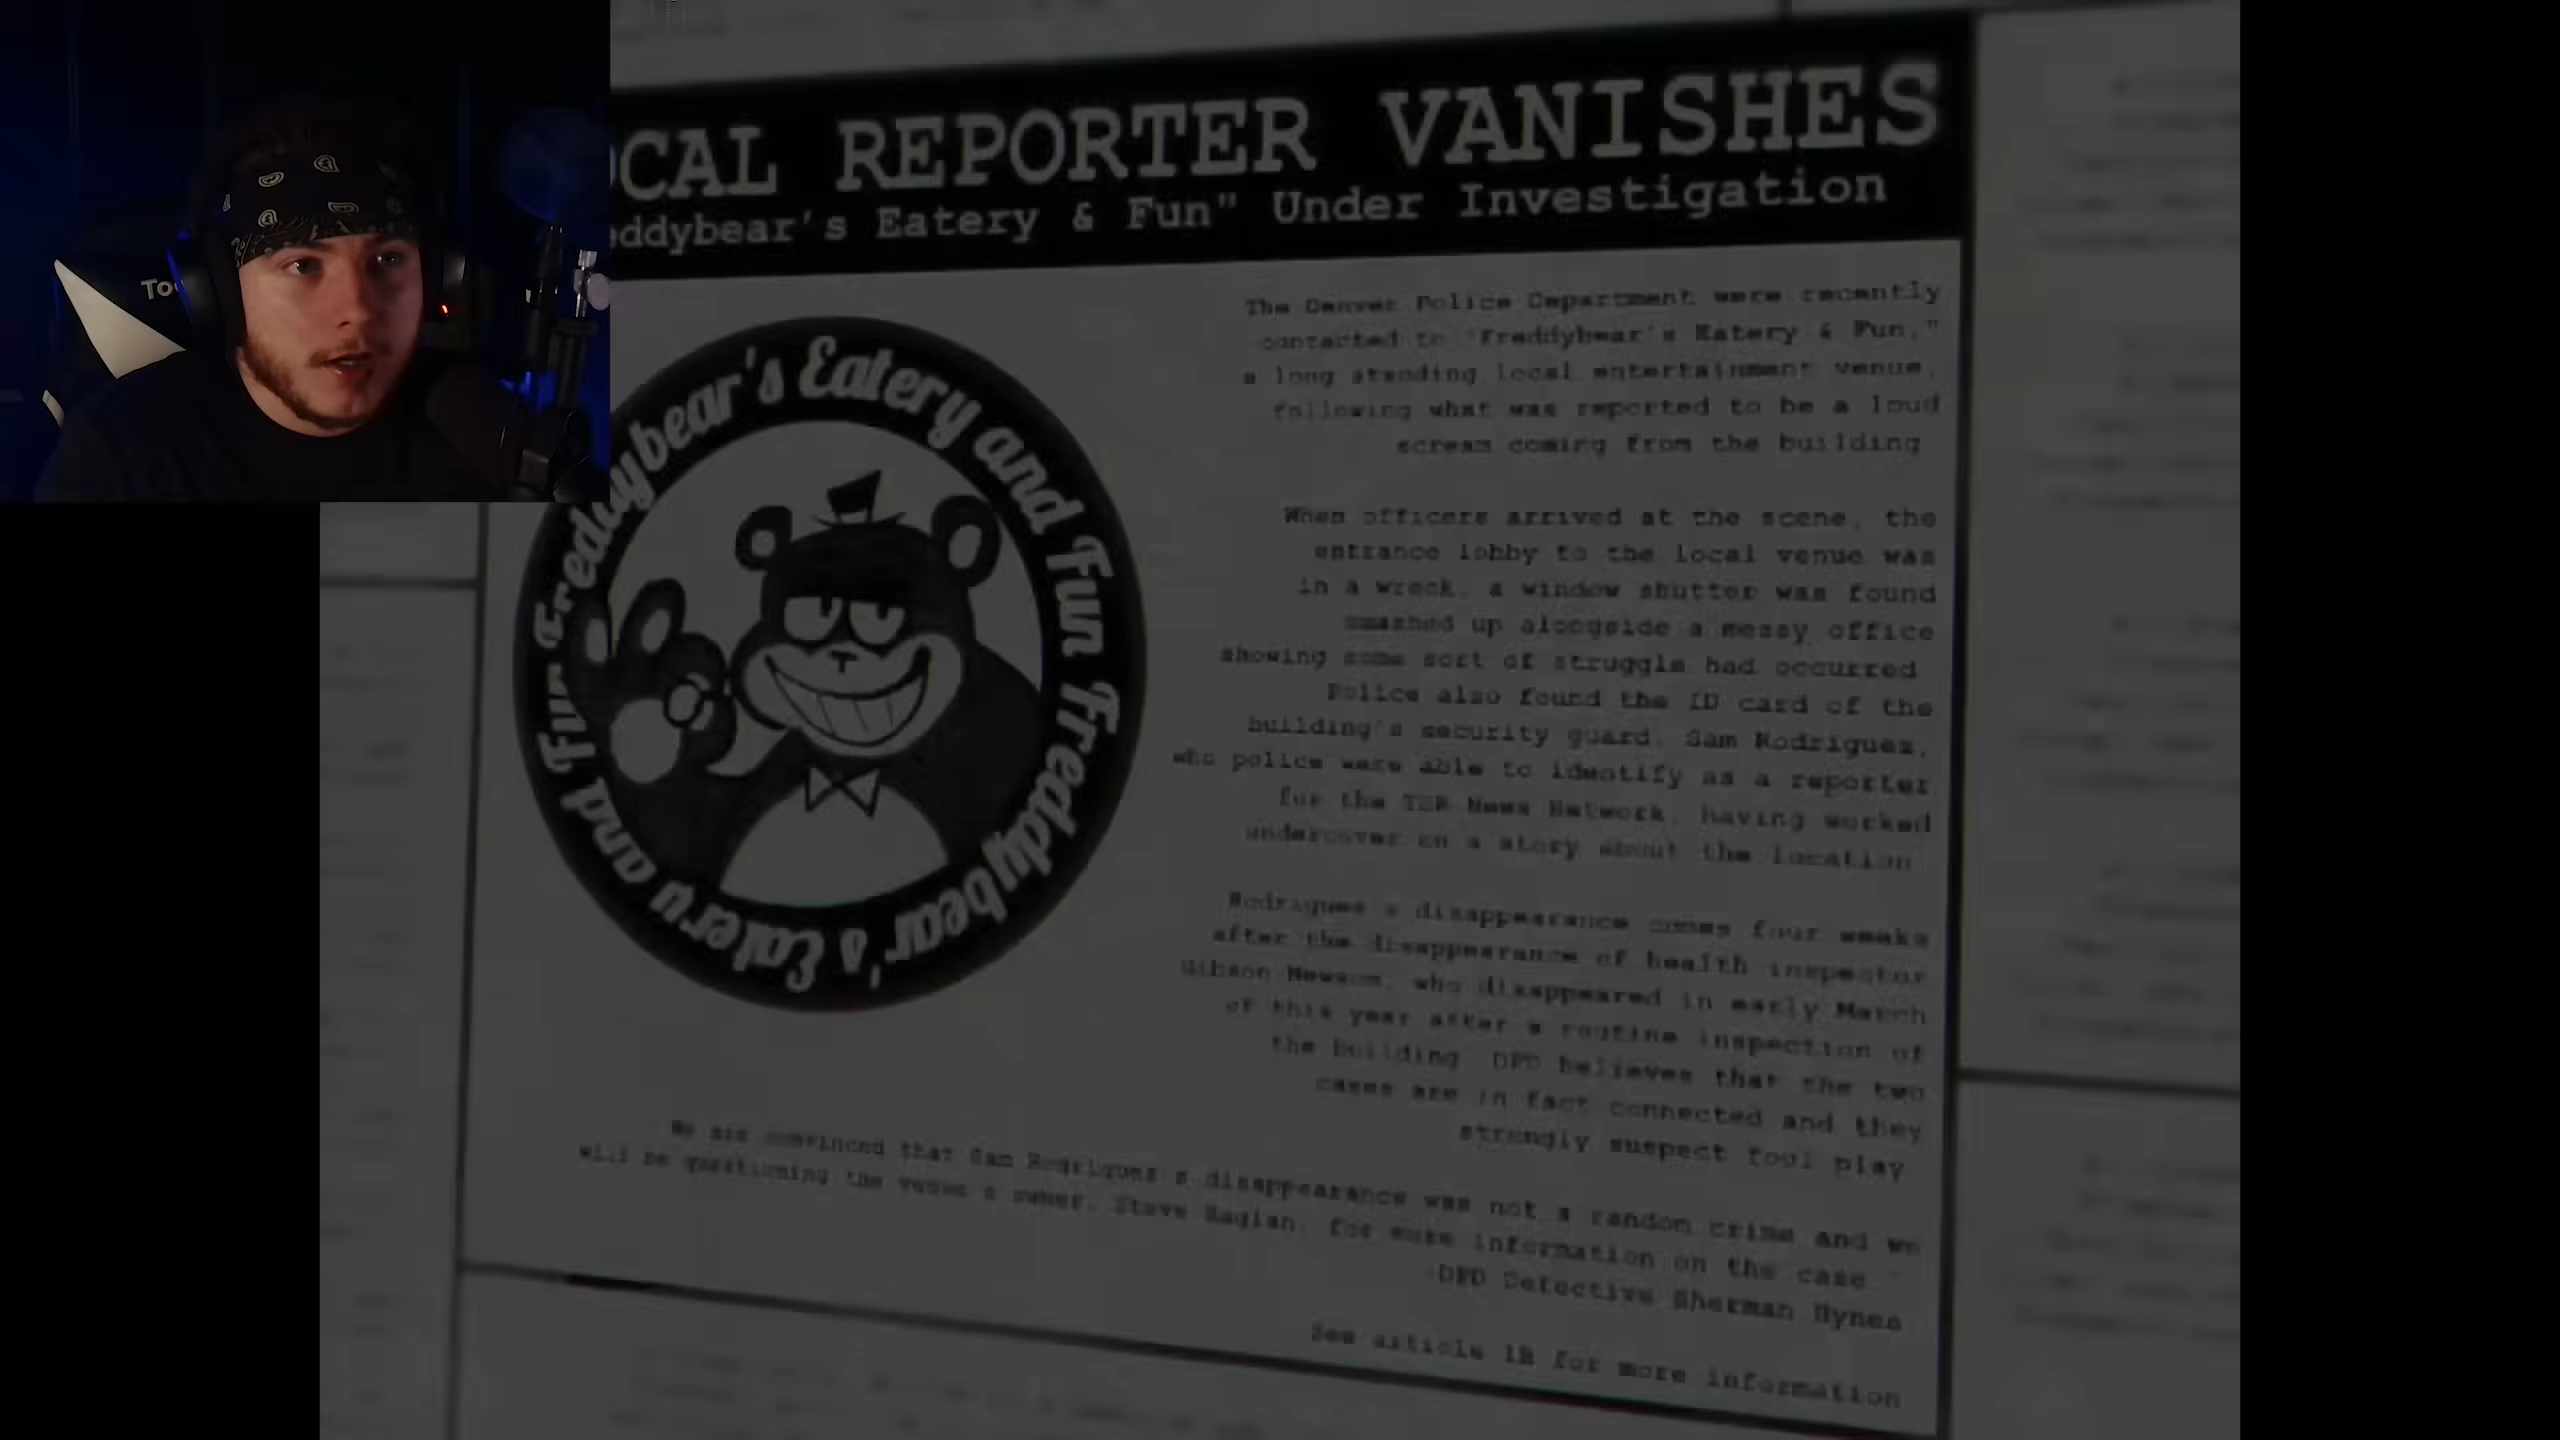 To
OCAL REPORTER VANISHES
eddybear's Eatery & Fun" Under Investigation
Freddybear's Eatery and Fun Freddybear's Eatery and Fun
The Denver Police Department were recently
contacted to "Freddybear's Eatery & Fun,"
a long standing local entertainment venue,
following what was reported to be a loud
scream coming from the building
When officers arrived at the scene, the
entrance lobby to the local venue was
in a wreck, a window shutter was found
smashed up alongside a messy office
showing some sort of struggle had occurred
Police also found the ID card of the
building's security guard, Sam Rodrigues,
who police were able to identify as a reporter
for the News Network, having worked
undercover on a story about the location
Rodrigues's disappearance comes four weeks
after the disappearance of health inspector
Gibson Newson, who disappeared in early March
of this year after a routine inspection of
the building DPD believes that the two
cases are in fact connected and they
strongly suspect foul play
We are convinced that Sam Rodrigues's disappearance was not a random crime and we
will be questioning the venue's owner, Steve for more information on the case
-DPD Detective Sherman Hynes
See article 1B for more information